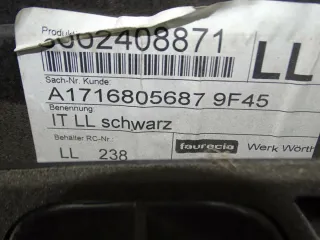 Produkt
3002408871
LL
Sach-Nr. Kunde:
A1716805687 9F45
Benennung:
IT LL schwarz
Behälter RC-Nr.:
LL 238
faurecia Werk Wörth